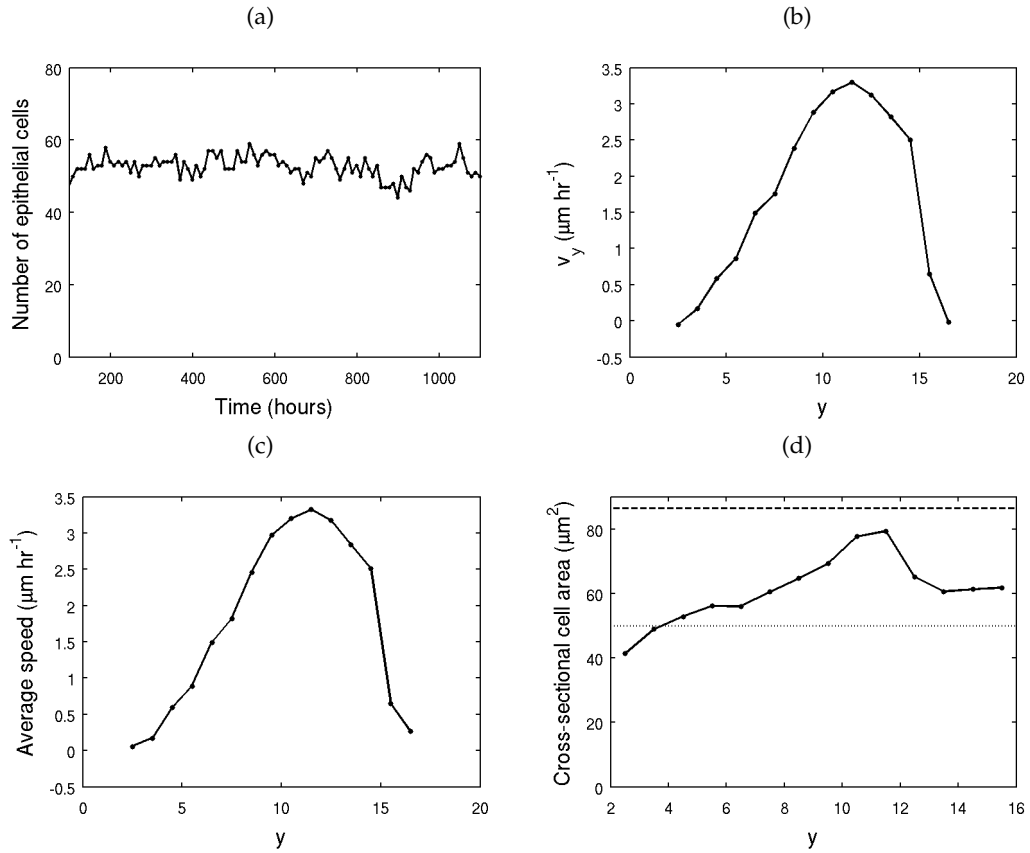 (a)
80
60
40
20
0
200 400 600 800 1000
Time (hours)
Number of epithelial cells
(b)
3.5
3
2.5
2
1.5
1
0.5
0
-0.5
0 5 10 15 20
y
v_y (μm hr⁻¹)
(c)
3.5
3
2.5
2
1.5
1
0.5
0
-0.5
0 5 10 15 20
y
Average speed (μm hr⁻¹)
(d)
80
60
40
20
0
2 4 6 8 10 12 14 16
y
Cross-sectional cell area (μm²)